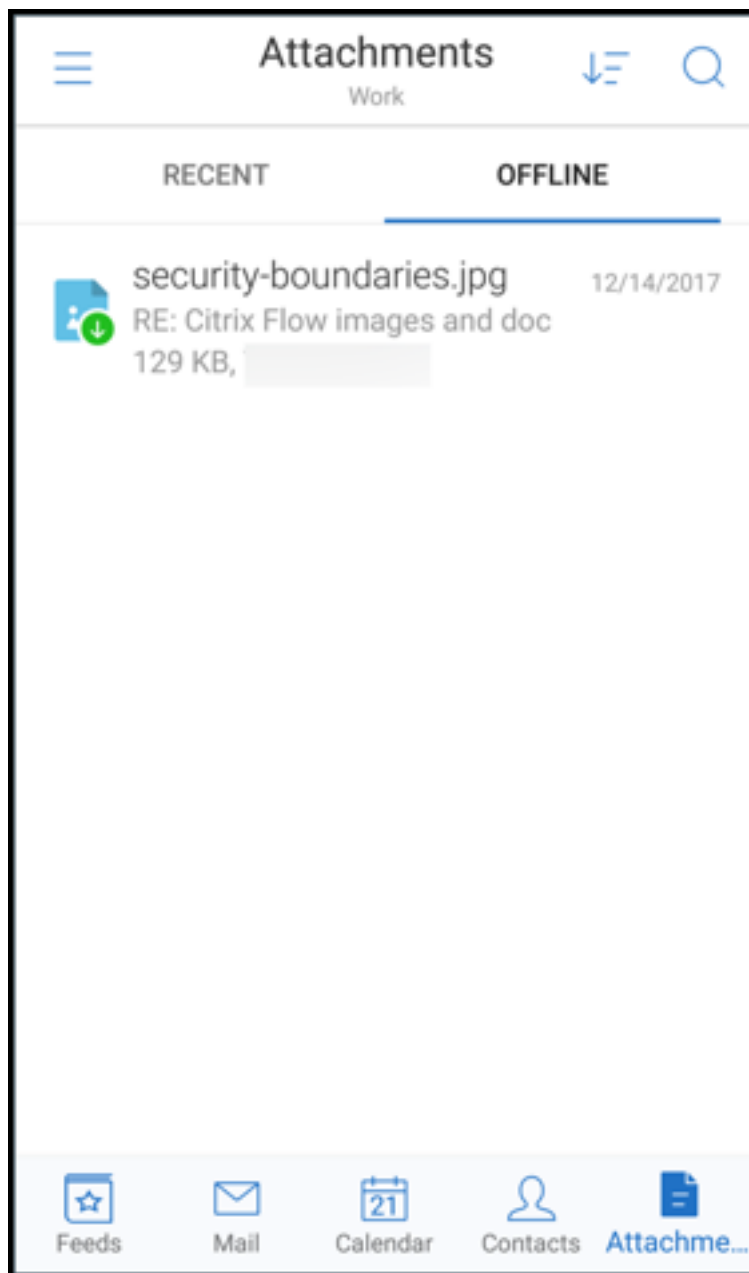 Attachments
Work
RECENT
OFFLINE
security-boundaries.jpg 12/14/2017
RE: Citrix Flow images and doc
129 KB,
21
Feeds Mail Calendar Contacts Attachme...